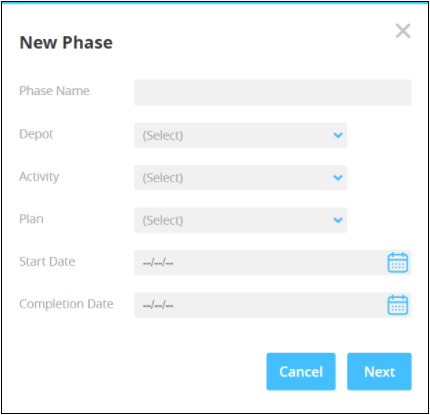 New Phase
Phase Name
Depot (Select)
Activity (Select)
Plan (Select)
Start Date --/--/--
Completion Date --/--/--
Cancel Next